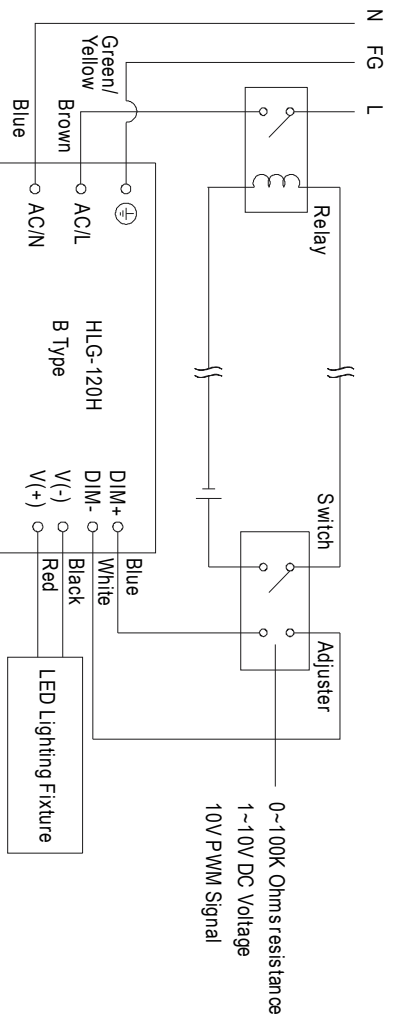 N
FG
L
Green/
Yellow
Brown
Blue
Relay
AC/L
AC/N
HLG-120H
B Type
Switch
Adjuster
DIM+
DIM-
V(-)
V(+)
Blue
White
Black
Red
LED Lighting Fixture
0~100K Ohms resistance
1~10V DC Voltage
10V PWM Signal